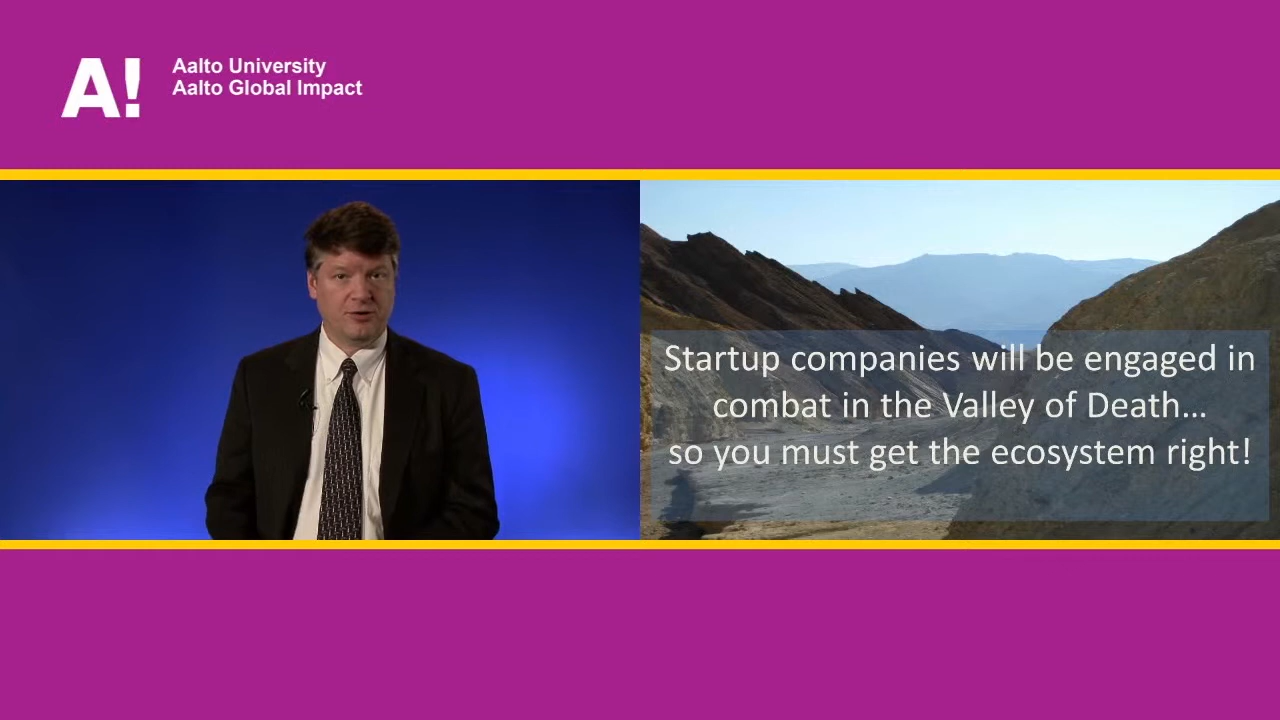 A!
Aalto University
Aalto Global Impact
Startup companies will be engaged in
combat in the Valley of Death…
so you must get the ecosystem right!